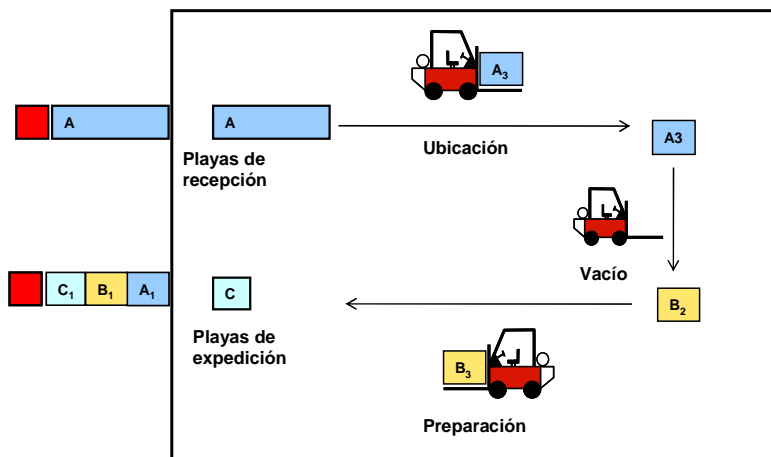 A₃
A
A
Ubicación
A3
Playas de
recepción
Vacío
C₁ B₁ A₁
C
B₂
Playas de
expedición
B₃
Preparación